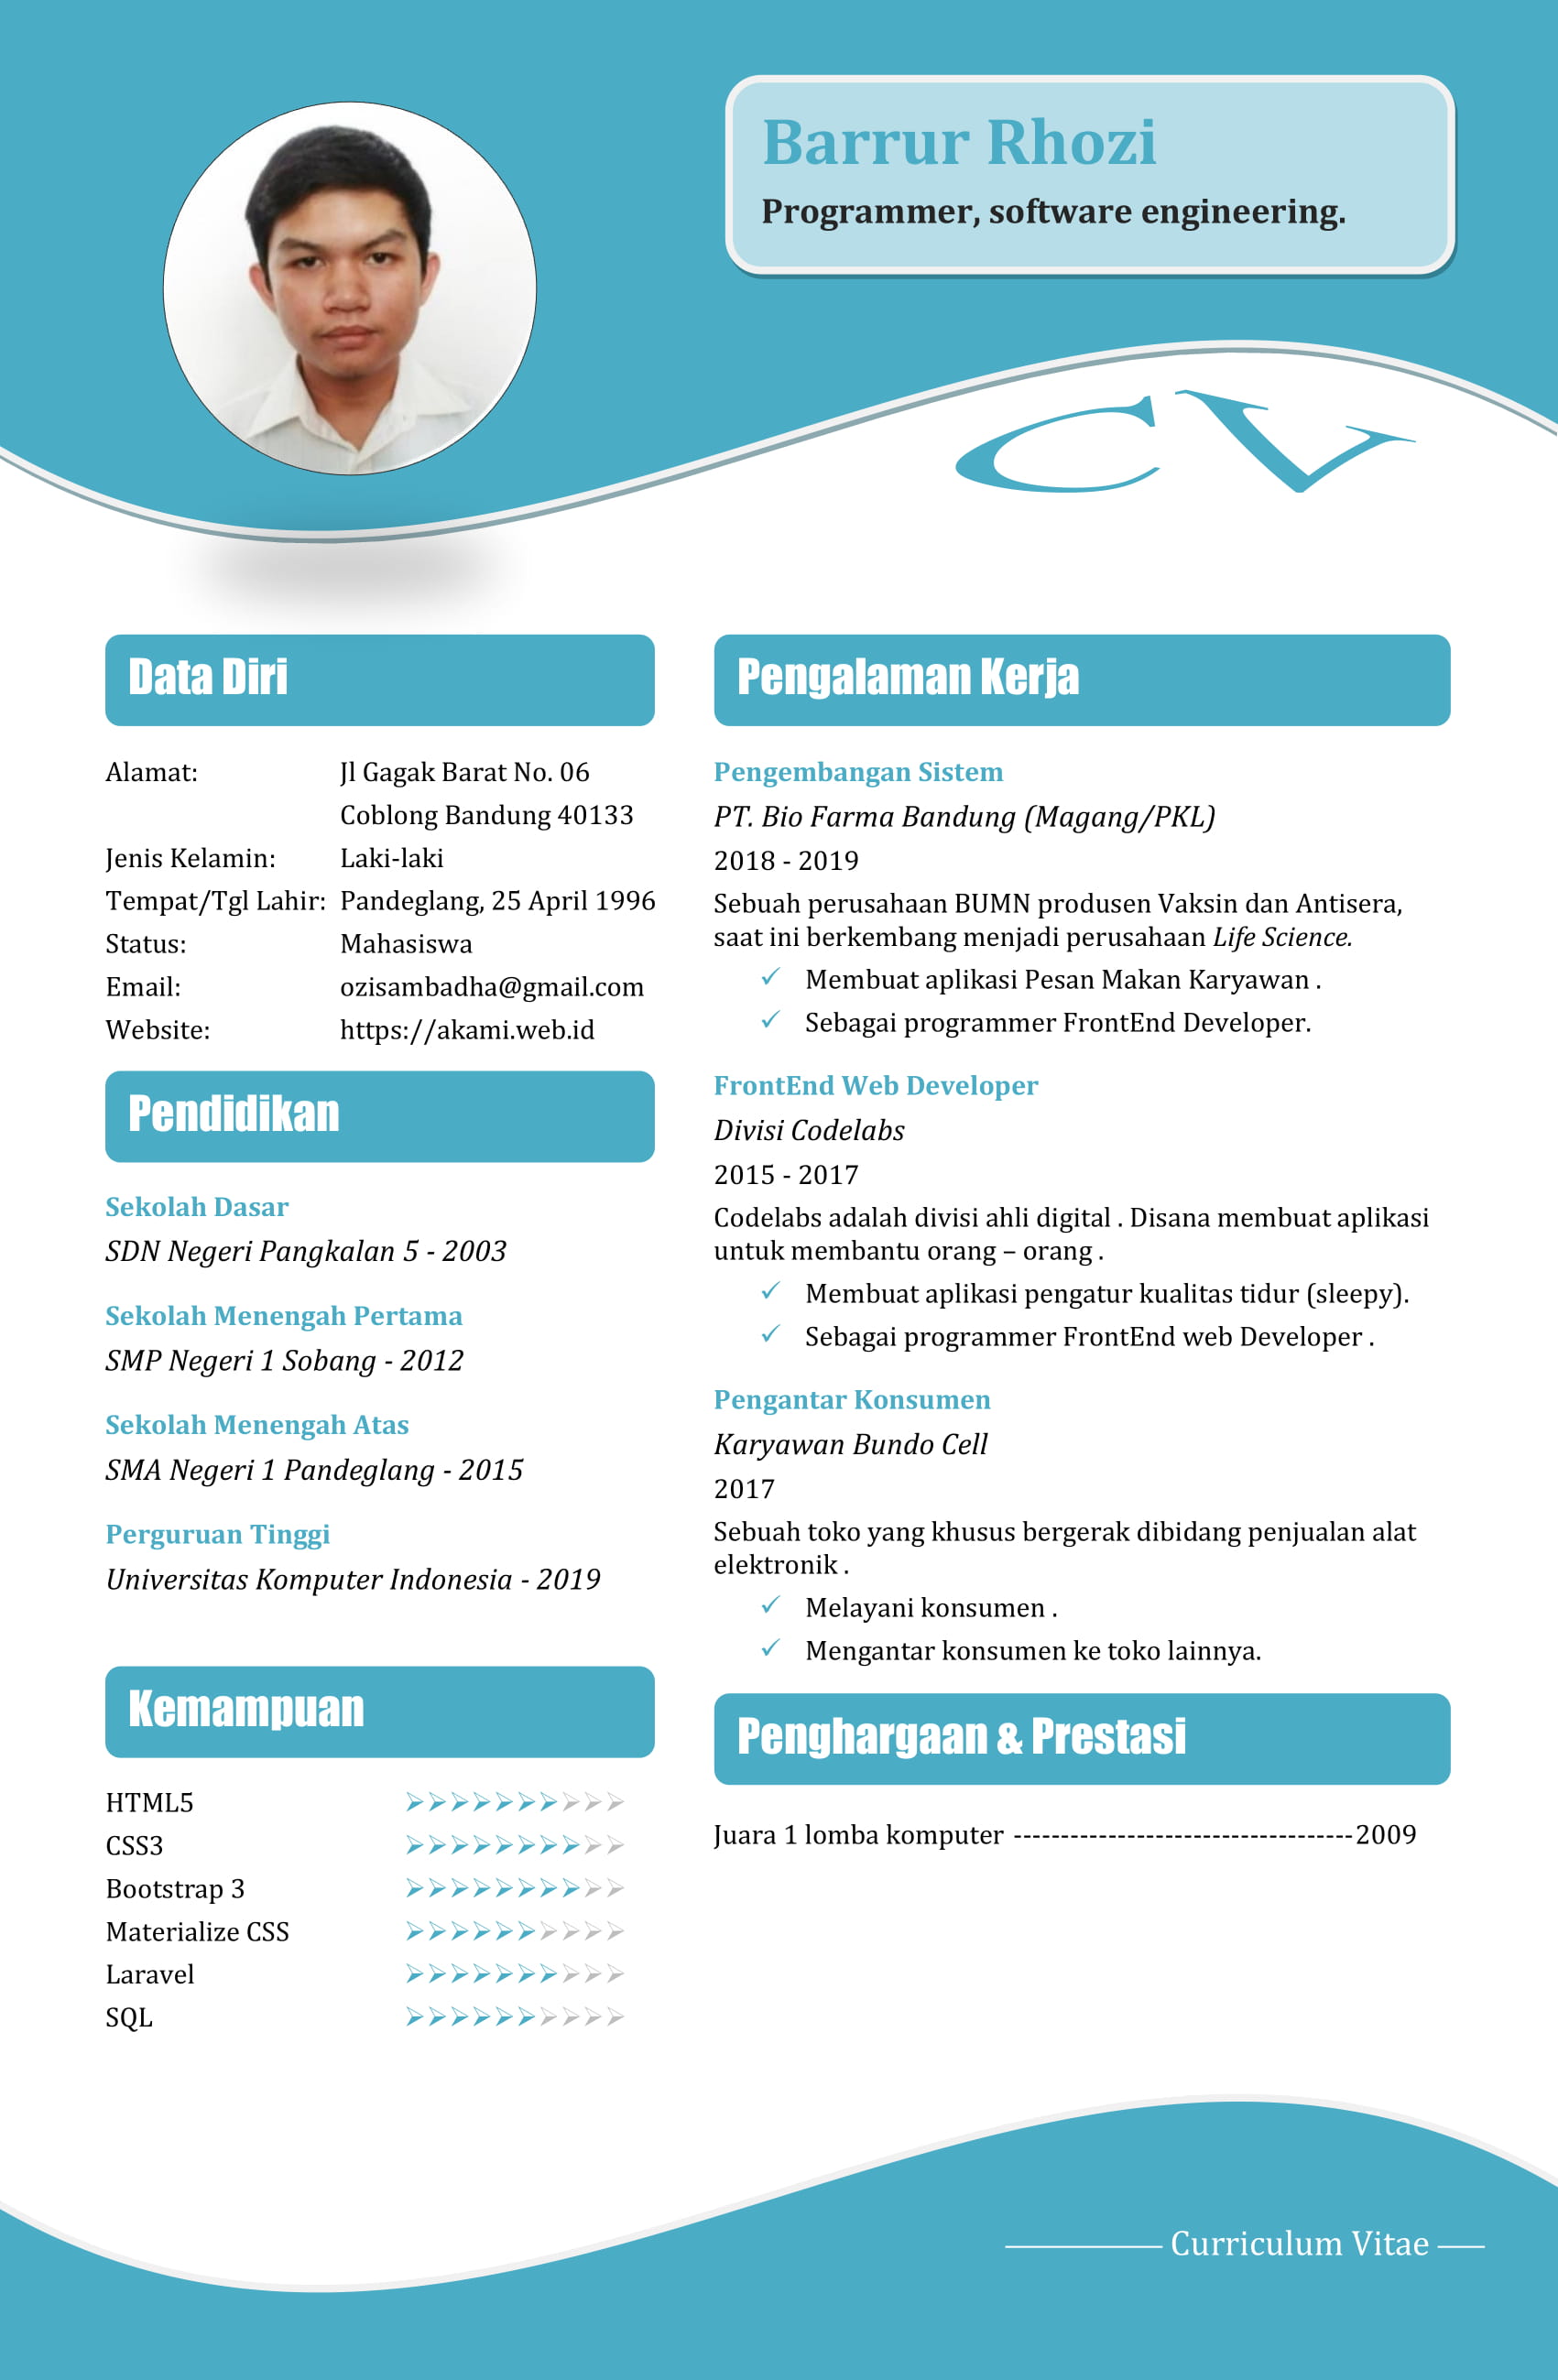 Barrur Rhozi
Programmer, software engineering.
CV
Data Diri
Alamat: Jl Gagak Barat No. 06
Coblong Bandung 40133
Jenis Kelamin: Laki-laki
Tempat/Tgl Lahir: Pandeglang, 25 April 1996
Status: Mahasiswa
Email: ozisambadha@gmail.com
Website: https://akami.web.id
Pendidikan
Sekolah Dasar
SDN Negeri Pangkalan 5 - 2003
Sekolah Menengah Pertama
SMP Negeri 1 Sobang - 2012
Sekolah Menengah Atas
SMA Negeri 1 Pandeglang - 2015
Perguruan Tinggi
Universitas Komputer Indonesia - 2019
Kemampuan
HTML5
CSS3
Bootstrap 3
Materialize CSS
Laravel
SQL
Pengalaman Kerja
Pengembangan Sistem
PT. Bio Farma Bandung (Magang/PKL)
2018 - 2019
Sebuah perusahaan BUMN produsen Vaksin dan Antisera,
saat ini berkembang menjadi perusahaan Life Science.
✓ Membuat aplikasi Pesan Makan Karyawan .
✓ Sebagai programmer FrontEnd Developer.
FrontEnd Web Developer
Divisi Codelabs
2015 - 2017
Codelabs adalah divisi ahli digital . Disana membuat aplikasi
untuk membantu orang – orang .
✓ Membuat aplikasi pengatur kualitas tidur (sleepy).
✓ Sebagai programmer FrontEnd web Developer .
Pengantar Konsumen
Karyawan Bundo Cell
2017
Sebuah toko yang khusus bergerak dibidang penjualan alat
elektronik .
✓ Melayani konsumen .
✓ Mengantar konsumen ke toko lainnya.
Penghargaan & Prestasi
Juara 1 lomba komputer ------------------------------------2009
Curriculum Vitae